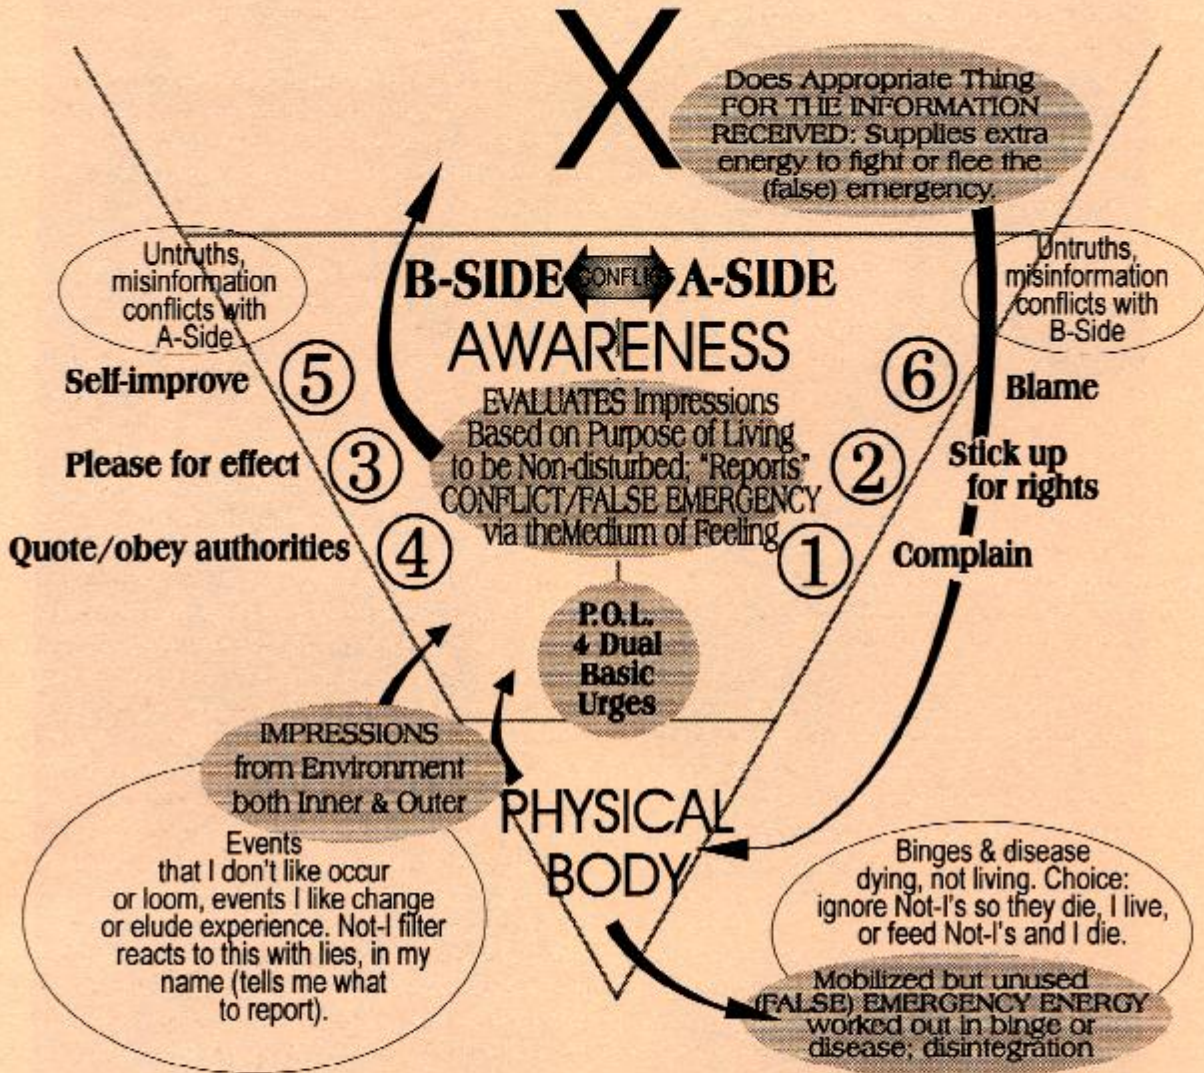 X
Does Appropriate Thing
FOR THE INFORMATION
RECEIVED: Supplies extra
energy to fight or flee the
(false) emergency.
Untruths,
misinformation
conflicts with
A-Side
B-SIDE CONFLICT A-SIDE
Untruths,
misinformation
conflicts with
B-Side
AWARENESS
Self-improve 5
6 Blame
EVALUATES Impressions
Based on Purpose of Living
to be Non-disturbed; "Reports"
CONFLICT/FALSE EMERGENCY
via theMedium of Feeling
Please for effect 3
2 Stick up
for rights
Quote/obey authorities 4
1 Complain
P.O.L.
4 Dual
Basic
Urges
IMPRESSIONS
from Environment
both Inner & Outer
PHYSICAL
BODY
Events
that I don't like occur
or loom, events I like change
or elude experience. Not-I filter
reacts to this with lies, in my
name (tells me what
to report).
Binges & disease
dying, not living. Choice:
ignore Not-I's so they die, I live,
or feed Not-I's and I die.
Mobilized but unused
(FALSE) EMERGENCY ENERGY
worked out in binge or
disease; disintegration